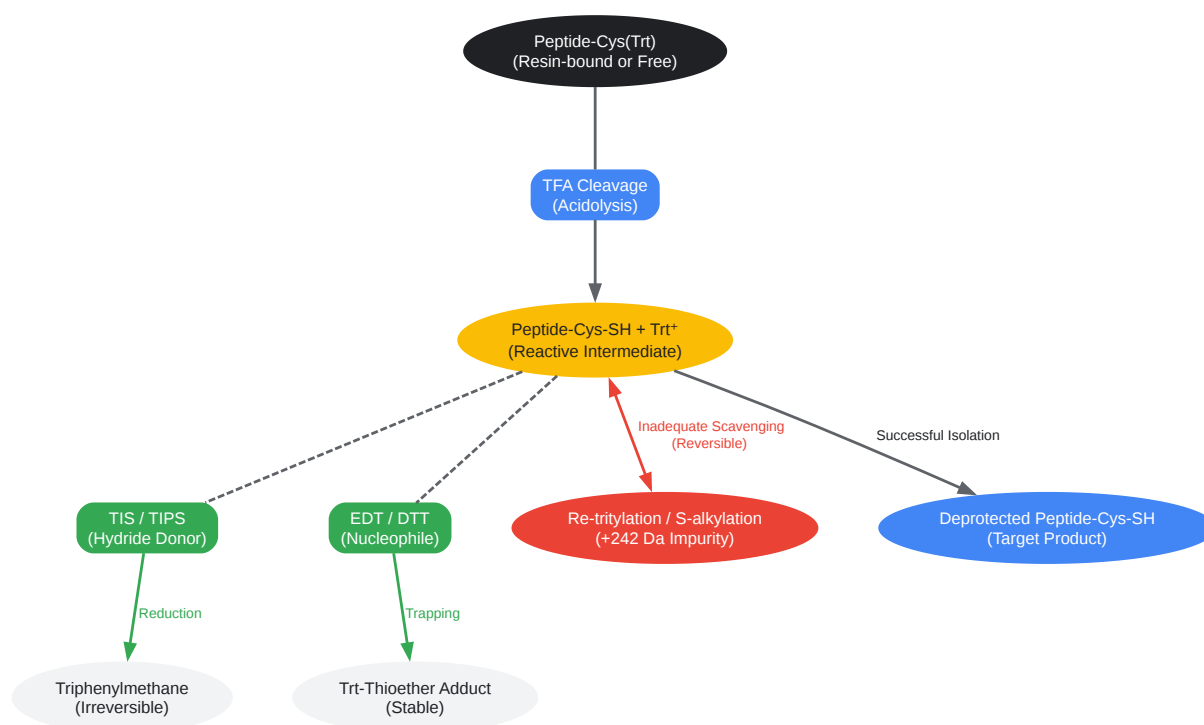 Peptide-Cys(Trt)
(Resin-bound or Free)
TFA Cleavage
(Acidolysis)
Peptide-Cys-SH + Trt⁺
(Reactive Intermediate)
Inadequate Scavenging
(Reversible)
Successful Isolation
TIS / TIPS
(Hydride Donor)
EDT / DTT
(Nucleophile)
Re-tritylation / S-alkylation
(+242 Da Impurity)
Deprotected Peptide-Cys-SH
(Target Product)
Reduction
Trapping
Triphenylmethane
(Irreversible)
Trt-Thioether Adduct
(Stable)